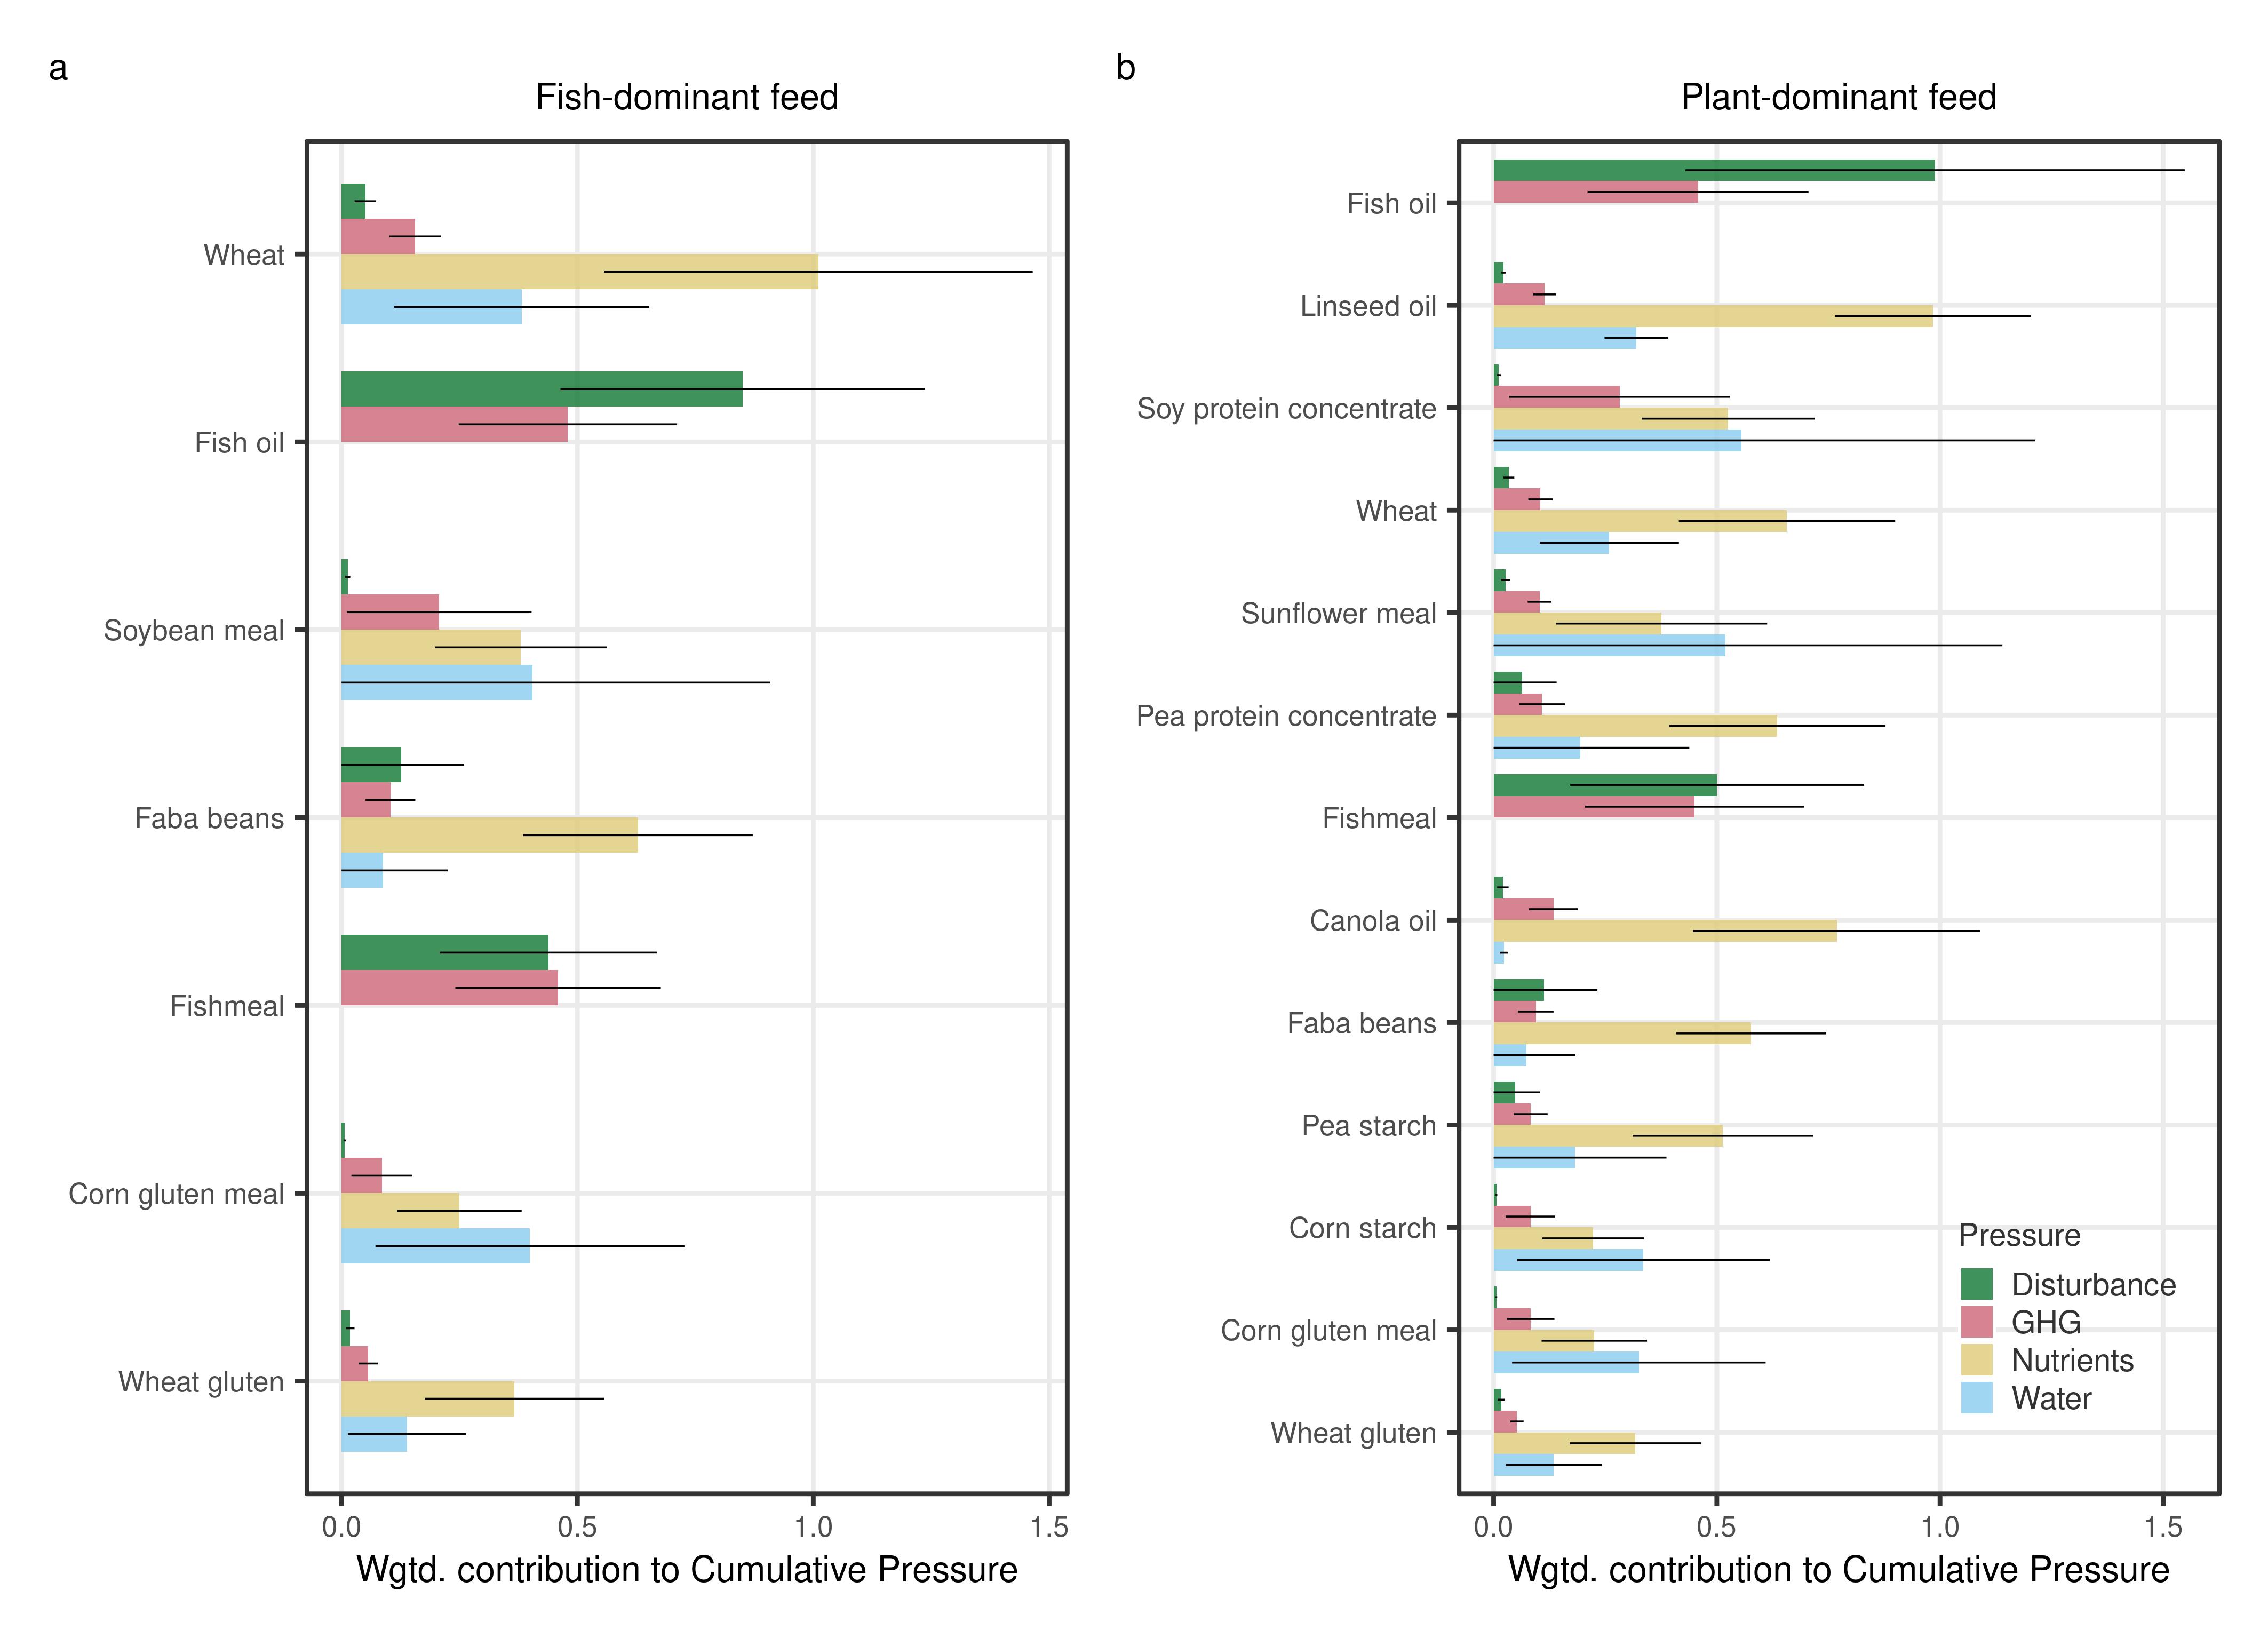 a
Fish-dominant feed
Wheat
Fish oil
Soybean meal
Faba beans
Fishmeal
Corn gluten meal
Wheat gluten
0.0 0.5 1.0 1.5
Wgtd. contribution to Cumulative Pressure
b
Plant-dominant feed
Fish oil
Linseed oil
Soy protein concentrate
Wheat
Sunflower meal
Pea protein concentrate
Fishmeal
Canola oil
Faba beans
Pea starch
Corn starch
Corn gluten meal
Wheat gluten
Pressure
Disturbance
GHG
Nutrients
Water
0.0 0.5 1.0 1.5
Wgtd. contribution to Cumulative Pressure